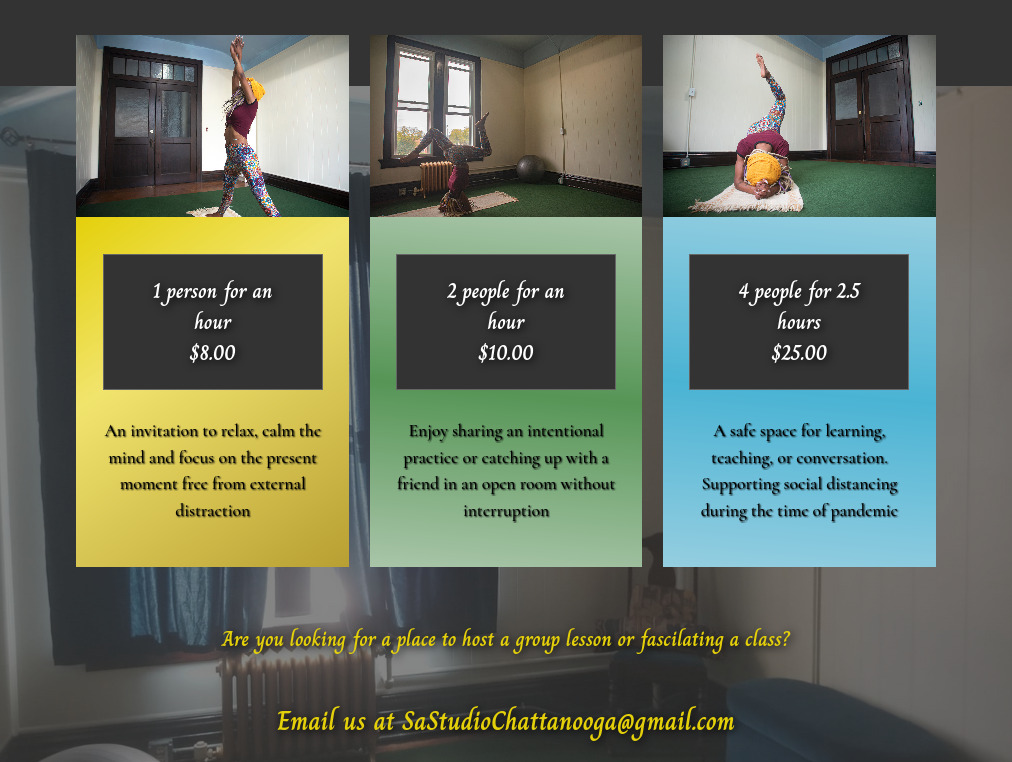 1 person for an
hour
$8.00
An invitation to relax, calm the
mind and focus on the present
moment free from external
distraction
2 people for an
hour
$10.00
Enjoy sharing an intentional
practice or catching up with a
friend in an open room without
interruption
4 people for 2.5
hours
$25.00
A safe space for learning,
teaching, or conversation.
Supporting social distancing
during the time of pandemic
Are you looking for a place to host a group lesson or fascilating a class?
Email us at SaStudioChattanooga@gmail.com